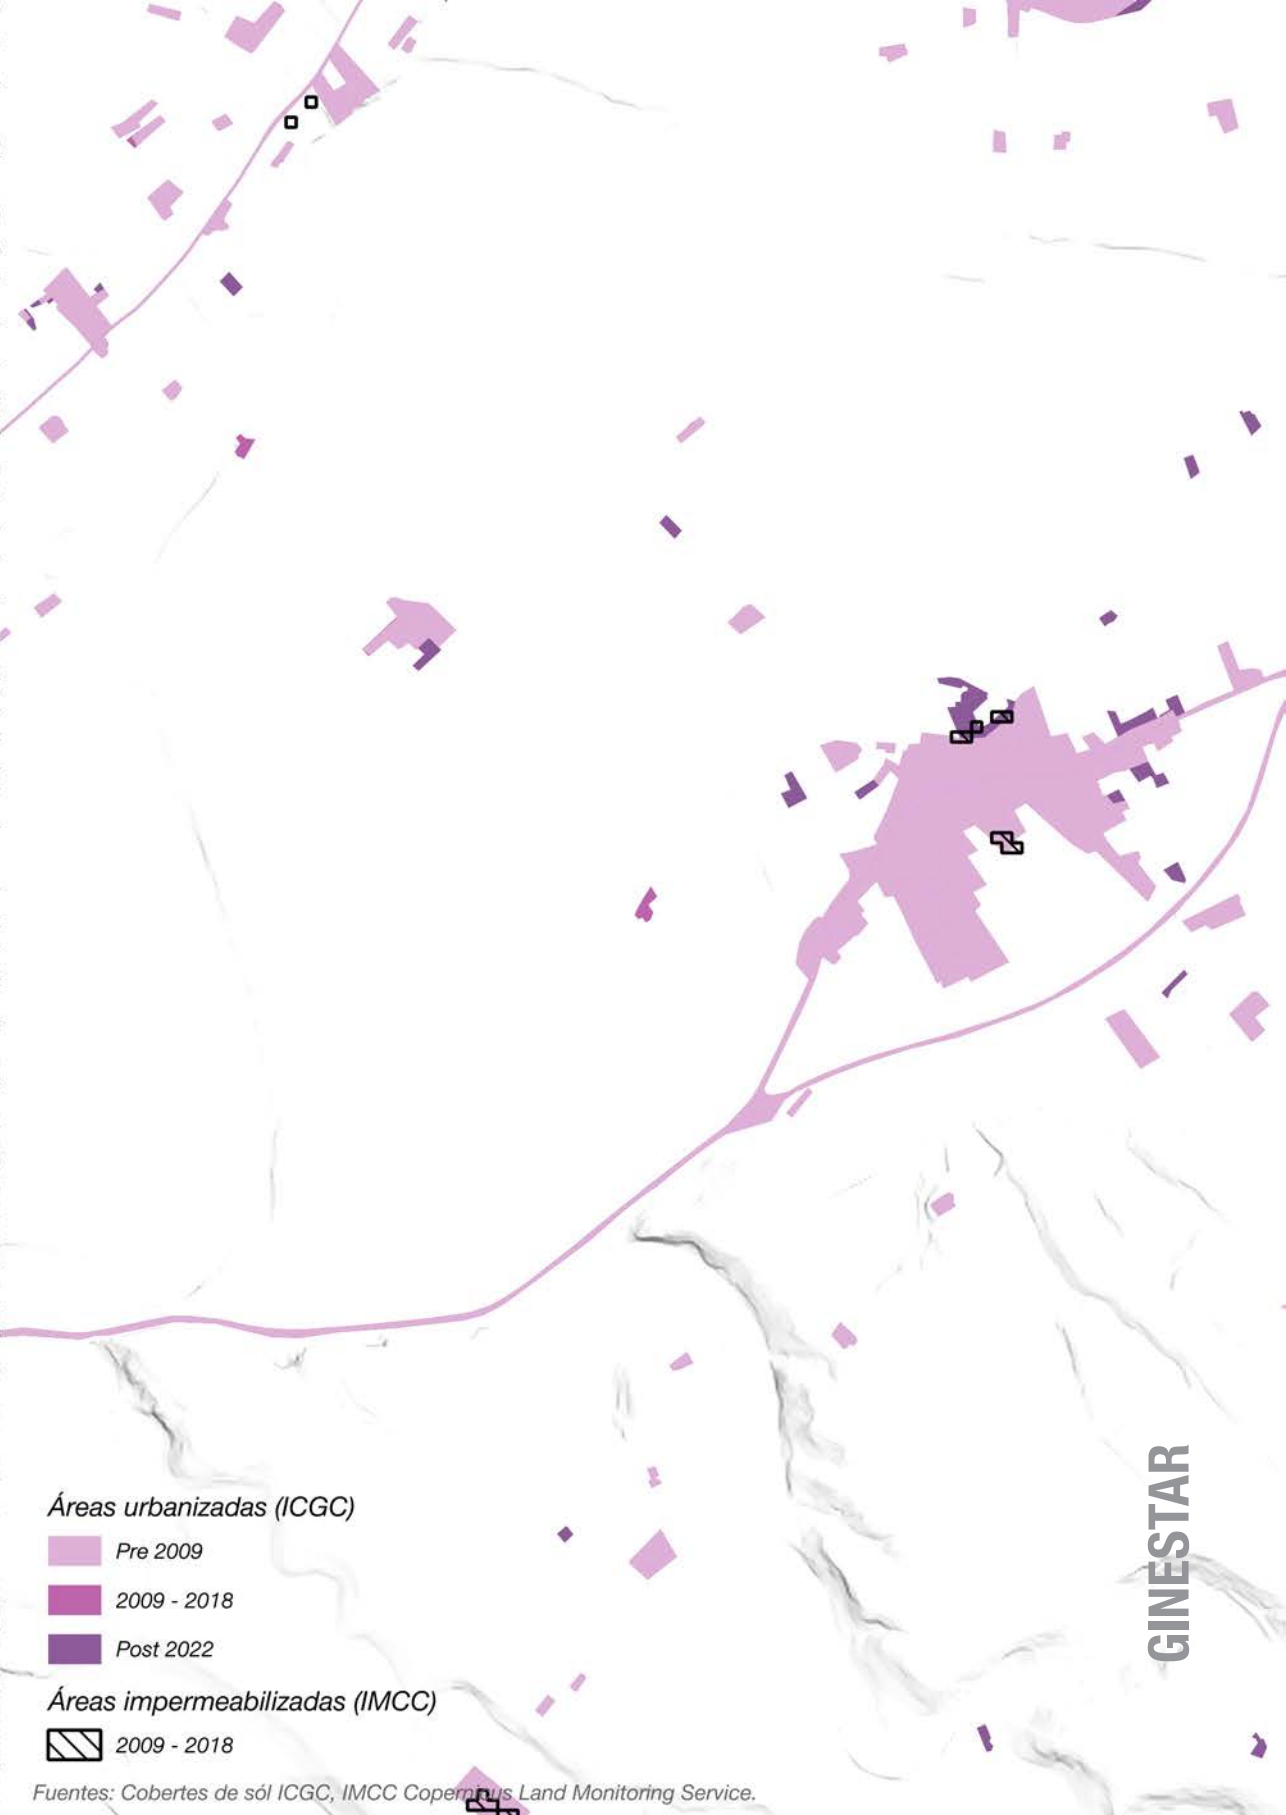 GINESTAR
Áreas urbanizadas (ICGC)
Pre 2009
2009 - 2018
Post 2022
Áreas impermeabilizadas (IMCC)
2009 - 2018
Fuentes: Cobertes de sól ICGC, IMCC Copernicus Land Monitoring Service.